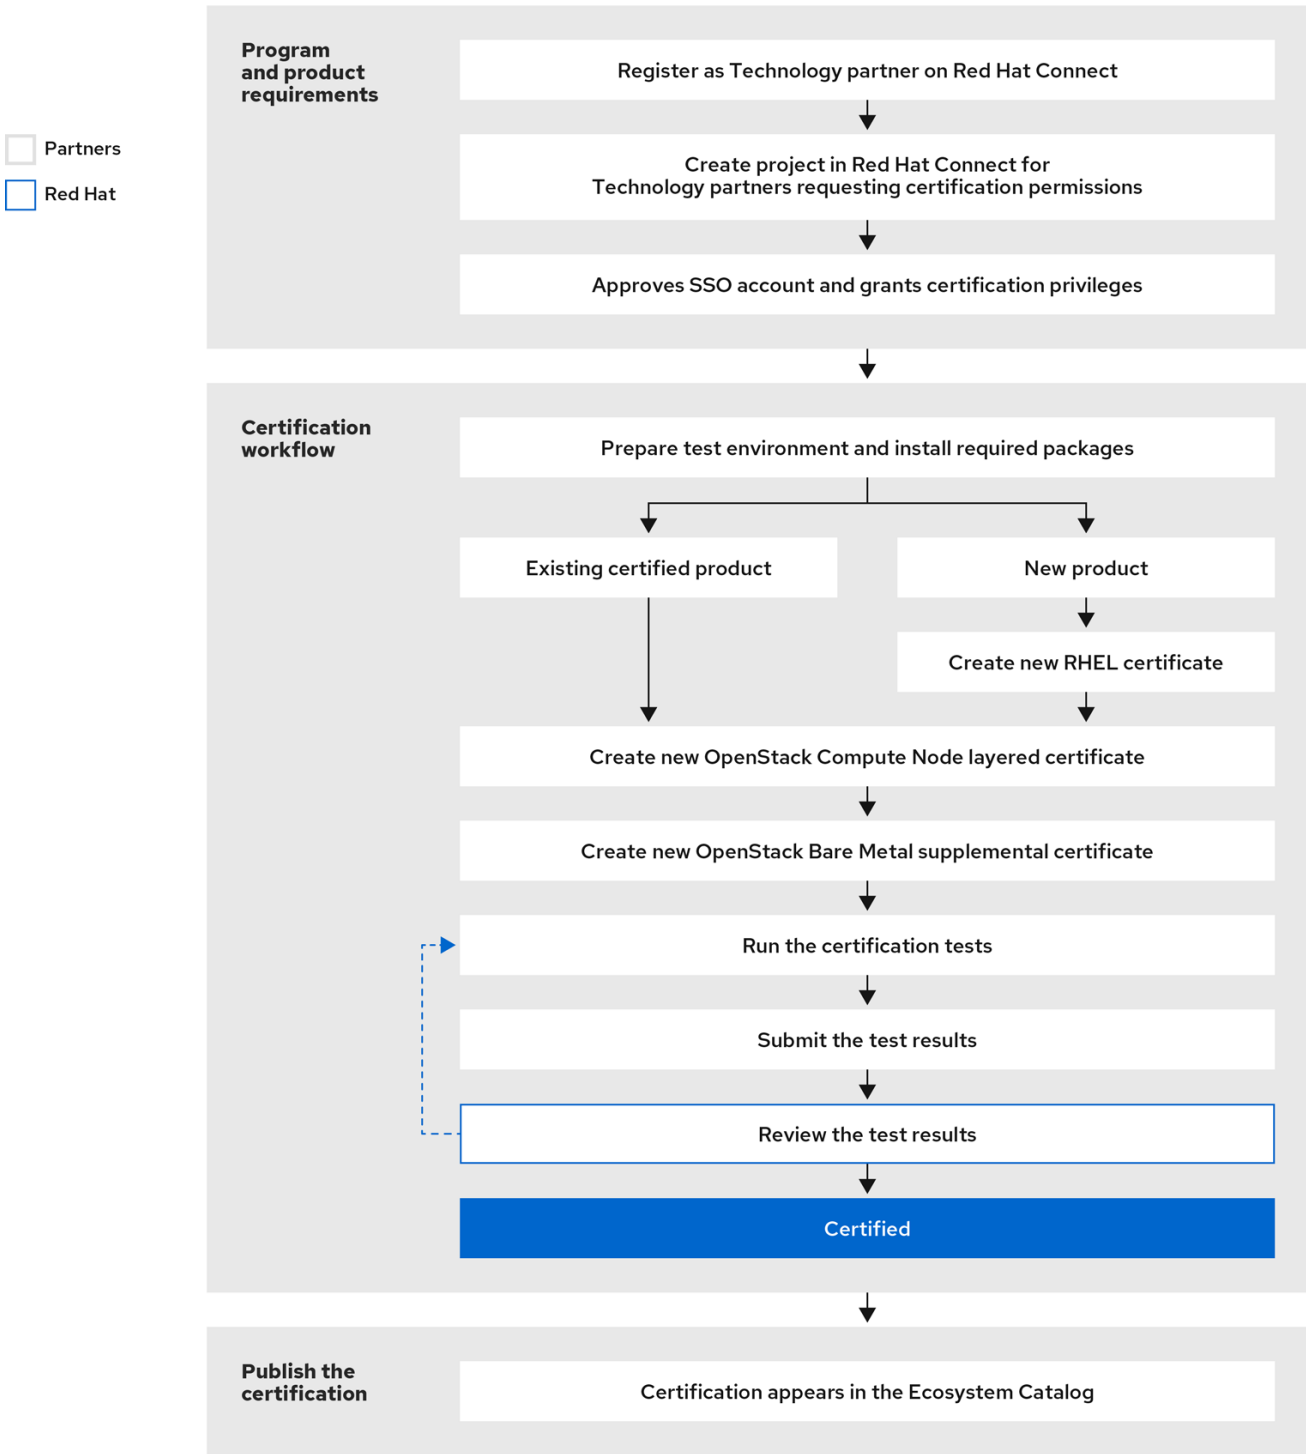 Partners
Red Hat
Program
and product
requirements
Register as Technology partner on Red Hat Connect
Create project in Red Hat Connect for
Technology partners requesting certification permissions
Approves SSO account and grants certification privileges
Certification
workflow
Prepare test environment and install required packages
Existing certified product
New product
Create new RHEL certificate
Create new OpenStack Compute Node layered certificate
Create new OpenStack Bare Metal supplemental certificate
Run the certification tests
Submit the test results
Review the test results
Certified
Publish the
certification
Certification appears in the Ecosystem Catalog